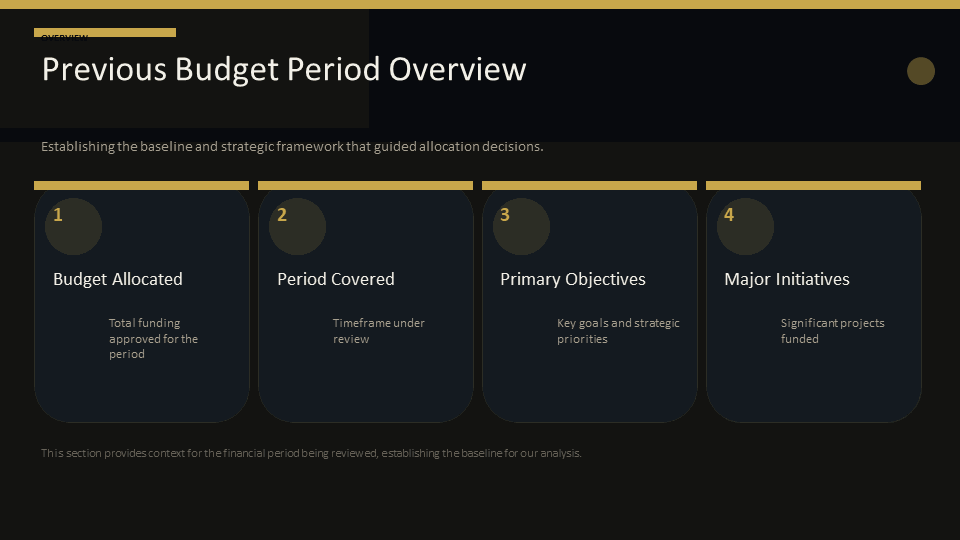 OVERVIEW
Previous Budget Period Overview
Establishing the baseline and strategic framework that guided allocation decisions.
1
Budget Allocated
Total funding
approved for the
period
2
Period Covered
Timeframe under
review
3
Primary Objectives
Key goals and strategic
priorities
4
Major Initiatives
Significant projects
funded
This section provides context for the financial period being reviewed, establishing the baseline for our analysis.